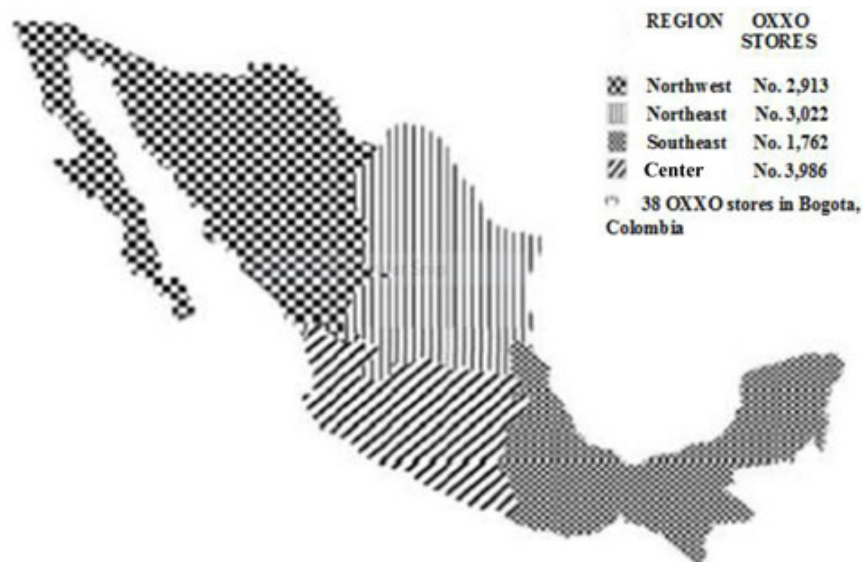 REGION OXXO
STORES
Northwest No. 2,913
Northeast No. 3,022
Southeast No. 1,762
Center No. 3,986
38 OXXO stores in Bogota,
Colombia